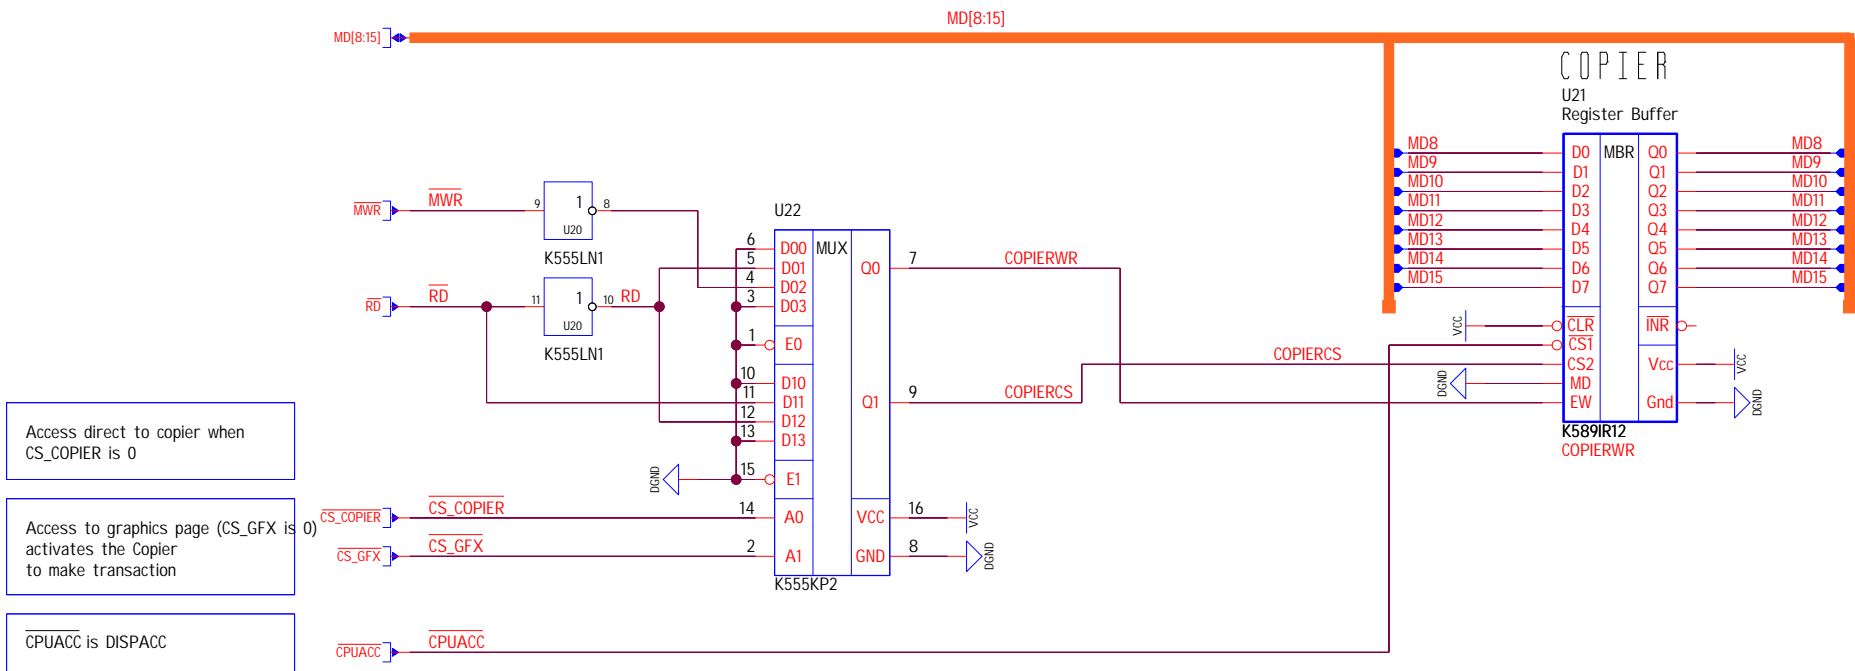 MD[8:15]
MD[8:15]
COPIER
U21
Register Buffer
MD8 D0 MBR Q0 MD8
MD9 D1 Q1 MD9
MD10 D2 Q2 MD10
MD11 D3 Q3 MD11
MD12 D4 Q4 MD12
MD13 D5 Q5 MD13
MD14 D6 Q6 MD14
MD15 D7 Q7 MD15
VCC CLR INR
CS1
COPIERCS CS2 Vcc VCC
DGND MD
EW Gnd DGND
K589IR12
COPIERWR
MWR MWR 9 1 8
U20
K555LN1
RD RD 11 1 10 RD
U20
K555LN1
U22
6 D00 MUX
5 D01 Q0 7 COPIERWR
4 D02
3 D03
1 E0
10 D10
11 D11 Q1 9 COPIERCS
12 D12
13 D13
DGND 15 E1
CS_COPIER CS_COPIER 14 A0 VCC 16 VCC
CS_GFX CS_GFX 2 A1 GND 8 DGND
K555KP2
CPUACC CPUACC
Access direct to copier when
CS_COPIER is 0
Access to graphics page (CS_GFX is 0)
activates the Copier
to make transaction
CPUACC is DISPACC